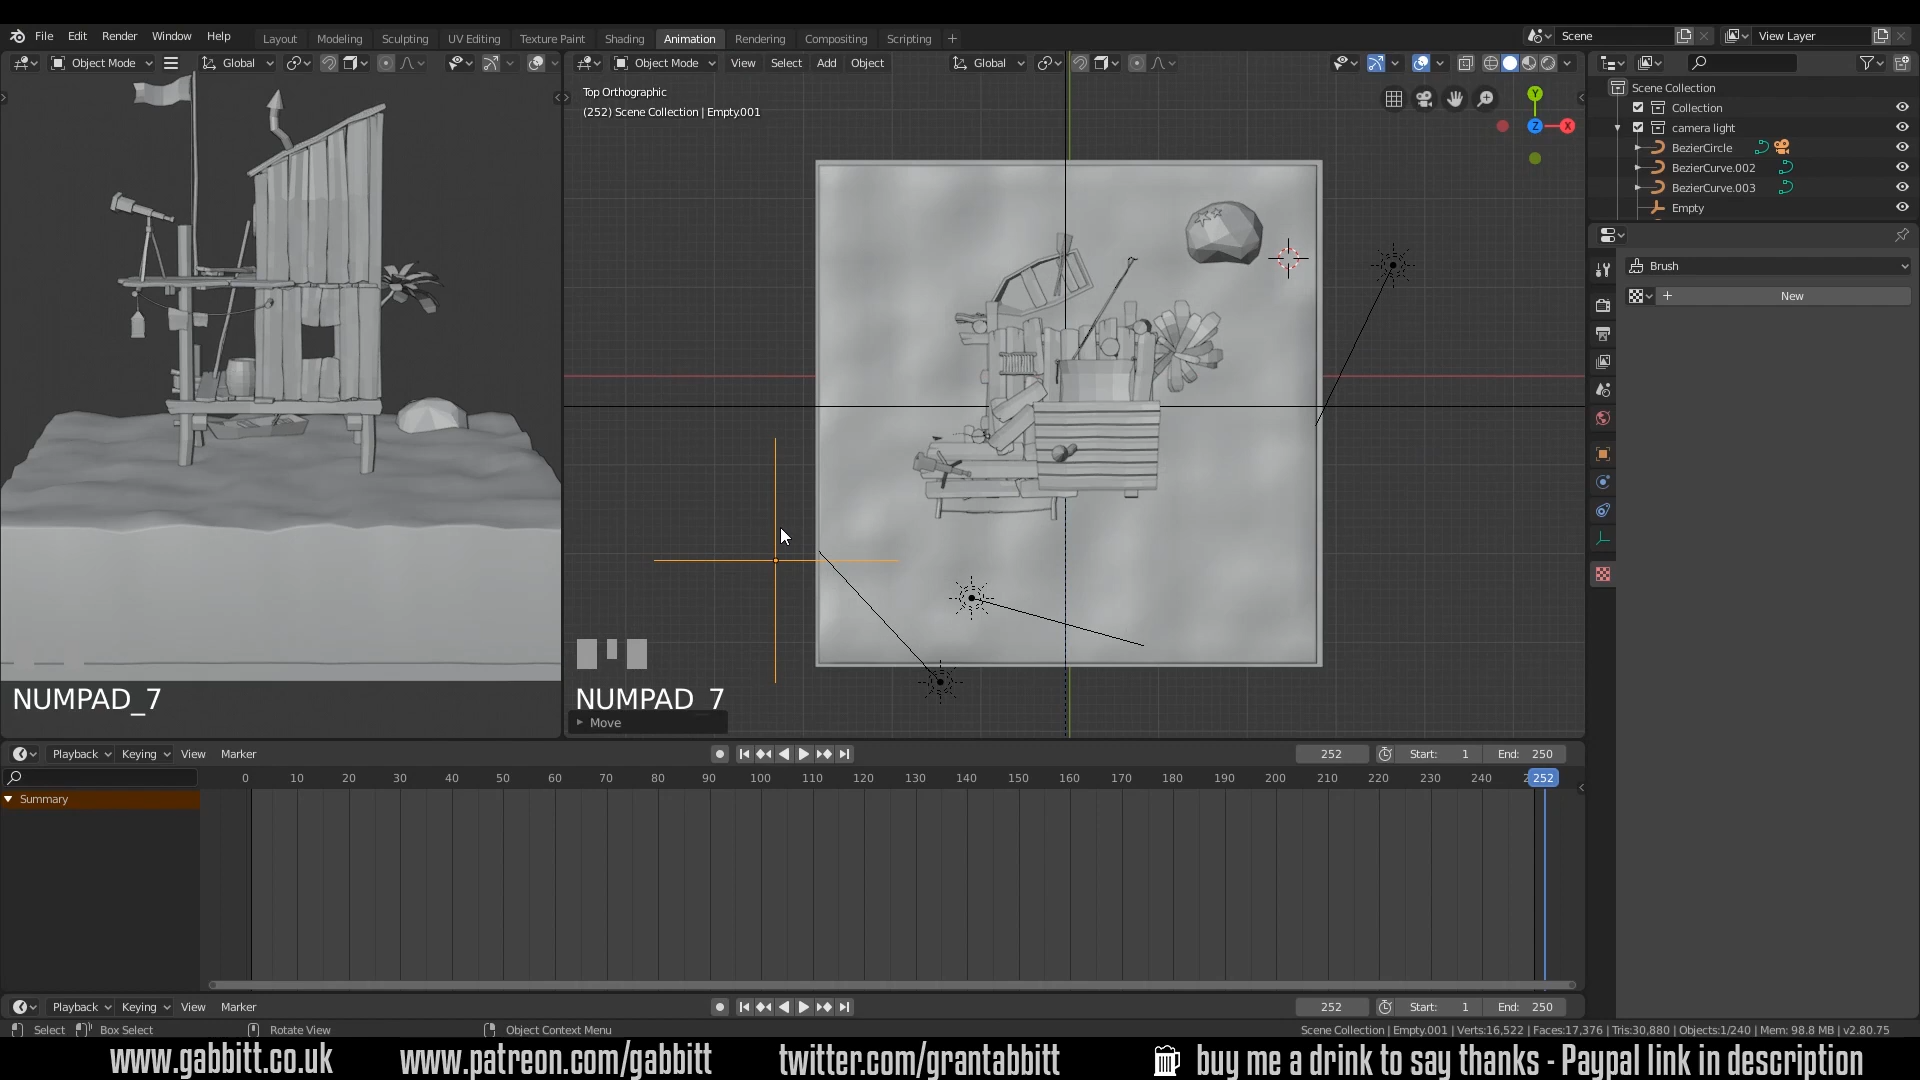 File Edit Render Window Help Layout Modeling Sculpting UV Editing Texture Paint Shading Animation Rendering Compositing Scripting Scene View Layer
Object Mode Global Object Mode View Select Add Object Global
Top Orthographic
(252) Scene Collection | Empty.001
Y
Z X
Scene Collection
Collection
camera light
BezierCircle
BezierCurve.002
BezierCurve.003
Empty
Brush
New
NUMPAD_7
NUMPAD_7
Move
Playback Keying View Marker 252 Start: 1 End: 250
0 10 20 30 40 50 60 70 80 90 100 110 120 130 140 150 160 170 180 190 200 210 220 230 240 252
Summary
Playback Keying View Marker 252 Start: 1 End: 250
Select Box Select Rotate View Object Context Menu Scene Collection | Empty.001 | Verts:16,522 | Faces:17,376 | Tris:30,880 | Objects:1/240 | Mem: 98.8 MB | v2.80.75
www.gabbitt.co.uk www.patreon.com/gabbitt twitter.com/grantabbitt buy me a drink to say thanks - Paypal link in description